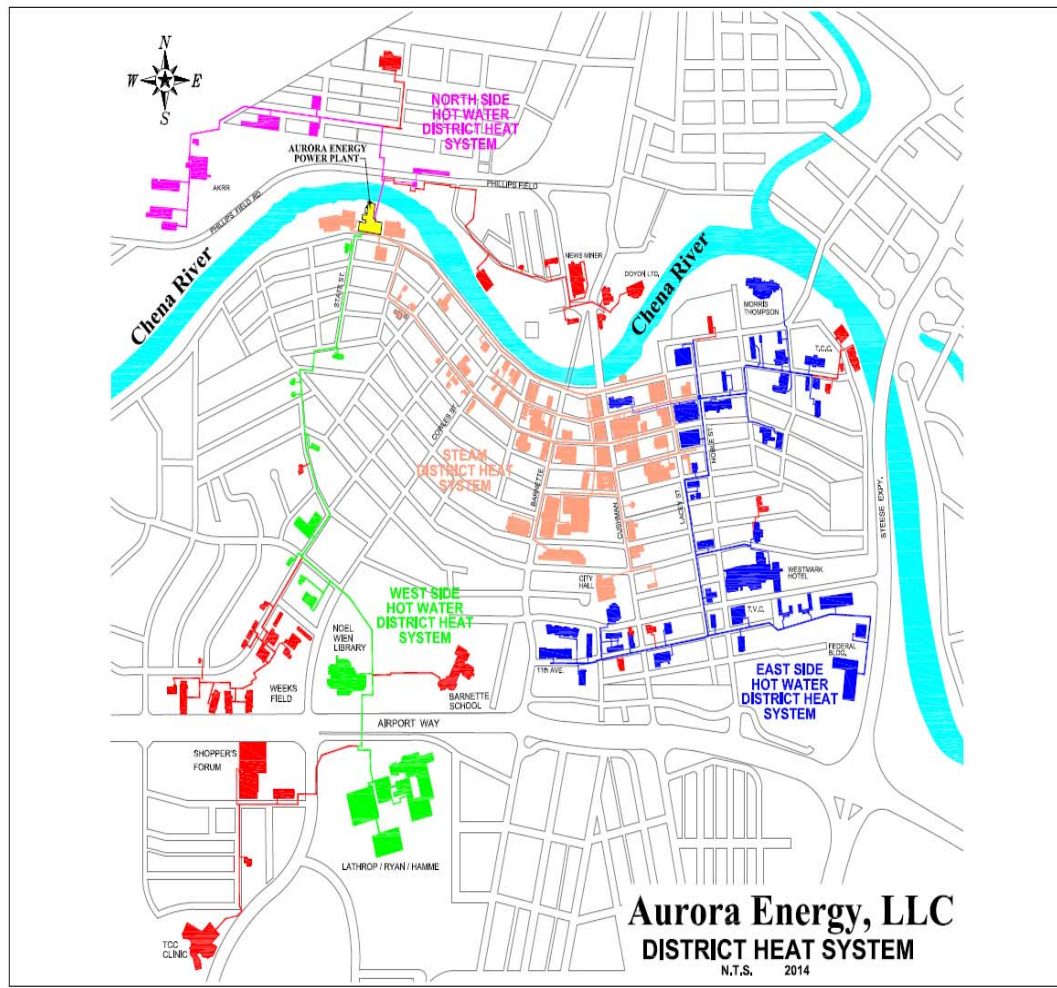 N
W E
S
NORTH SIDE
HOT WATER
DISTRICT HEAT
SYSTEM
AURORA ENERGY
POWER PLANT
AKRR
PHILLIPS FIELD RD
PHILLIPS FIELD
Chena River
STATE ST.
NEWS MINER
DOYON LTD.
Chena River
MORRIS
THOMPSON
T.C.C.
COWLES ST
STEAM
DISTRICT HEAT
SYSTEM
BARNETTE
CUSHMAN
LACEY ST
NOBLE ST
STEESE EXPY.
CITY
HALL
WESTMARK
HOTEL
T.V.C.
WEST SIDE
HOT WATER
DISTRICT HEAT
SYSTEM
NOEL
WIEN
LIBRARY
WEEKS
FIELD
BARNETTE
SCHOOL
11th AVE.
FEDERAL
BLDG.
EAST SIDE
HOT WATER
DISTRICT HEAT
SYSTEM
AIRPORT WAY
SHOPPER'S
FORUM
LATHROP / RYAN / HAMME
TCC
CLINIC
Aurora Energy, LLC
DISTRICT HEAT SYSTEM
N.T.S. 2014